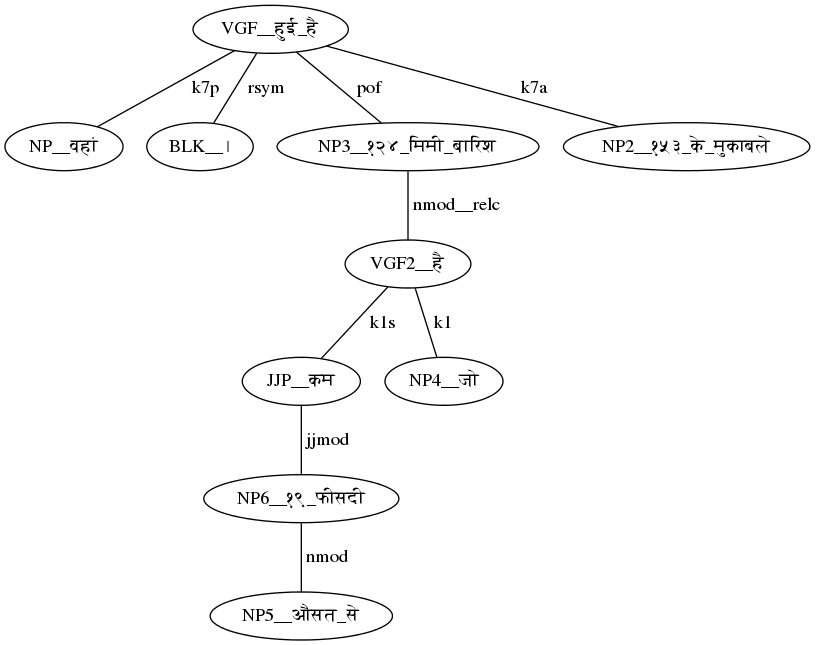 VGF__हुई_है
k7p
rsym
pof
k7a
NP__वहां
BLK__।
NP3__१२४_मिमी_बारिश
NP2__१५३_के_मुकाबले
nmod__relc
VGF2__है
k1s
k1
JJP__कम
NP4__जो
jjmod
NP6__१९_फीसदी
nmod
NP5__औसत_से